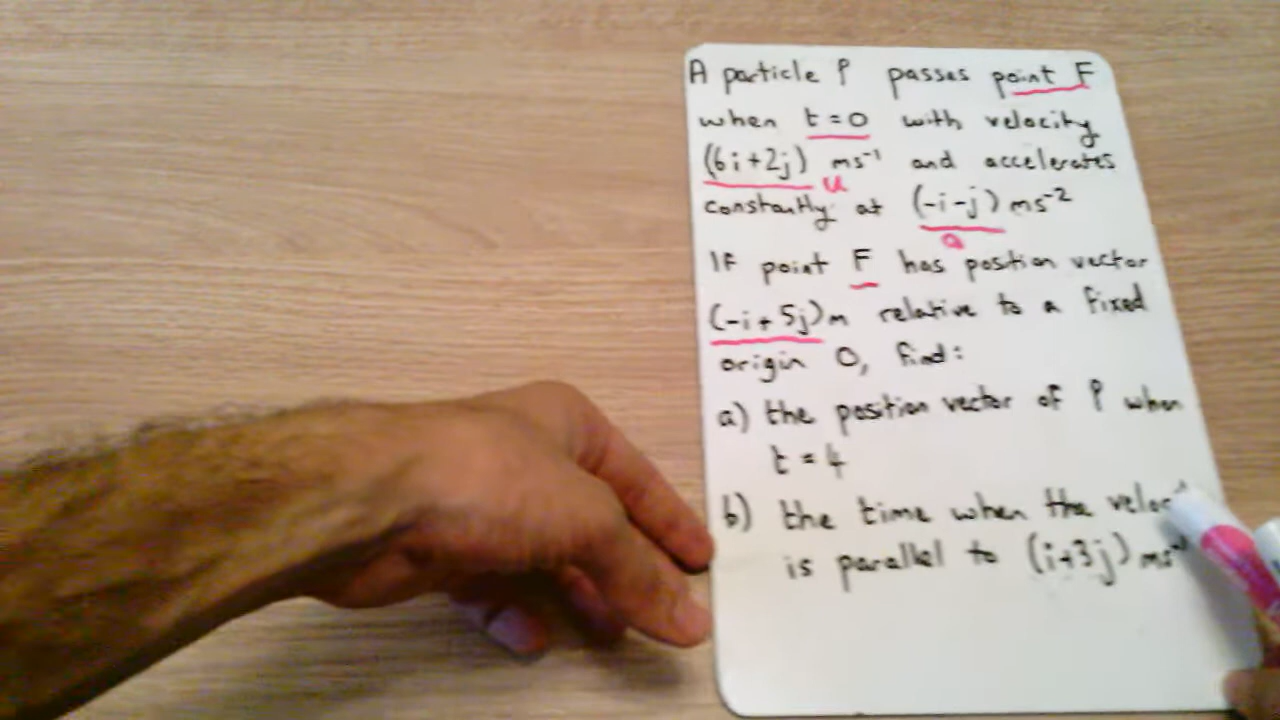 A particle P passes point F
when t=0 with velocity
(6i+2j) ms⁻¹ and accelerates
u
constantly at (-i-j) ms⁻²
a
If point F has position vector
(-i+5j)m relative to a fixed
origin O, find:
a) the position vector of P when
t=4
b) the time when the
is parallel to (i+3j) ms